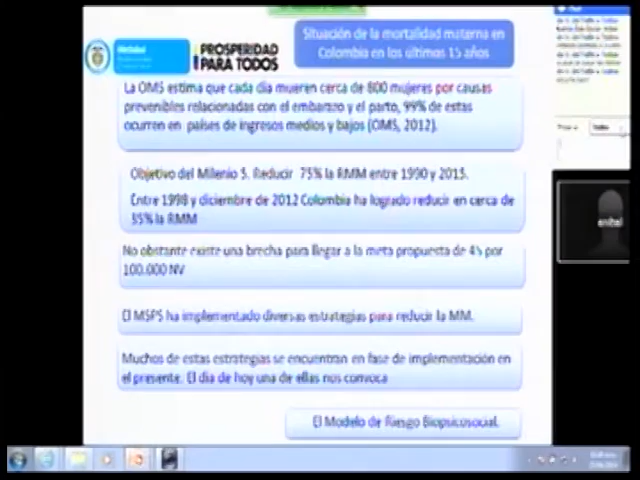 PROSPERIDAD
PARA TODOS
Situación de la mortalidad materna en
Colombia en los últimos 15 años
La OMS estima que cada día mueren cerca de 800 mujeres por causas
prevenibles relacionadas con el embarazo y el parto, 99% de estas
ocurren en países de ingresos medios y bajos (OMS, 2012).
Objetivo del Milenio 5. Reducir 75% la RMM entre 1990 y 2015.
Entre 1998 y diciembre de 2012 Colombia ha logrado reducir en cerca de
35% la RMM
No obstante existe una brecha para llegar a la meta propuesta de 45 por
100.000 NV
El MSPS ha implementado diversas estrategias para reducir la MM.
Muchos de estas estrategias se encuentran en fase de implementación en
el presente. El día de hoy una de ellas nos convoca
El Modelo de Riesgo Biopsicosocial.